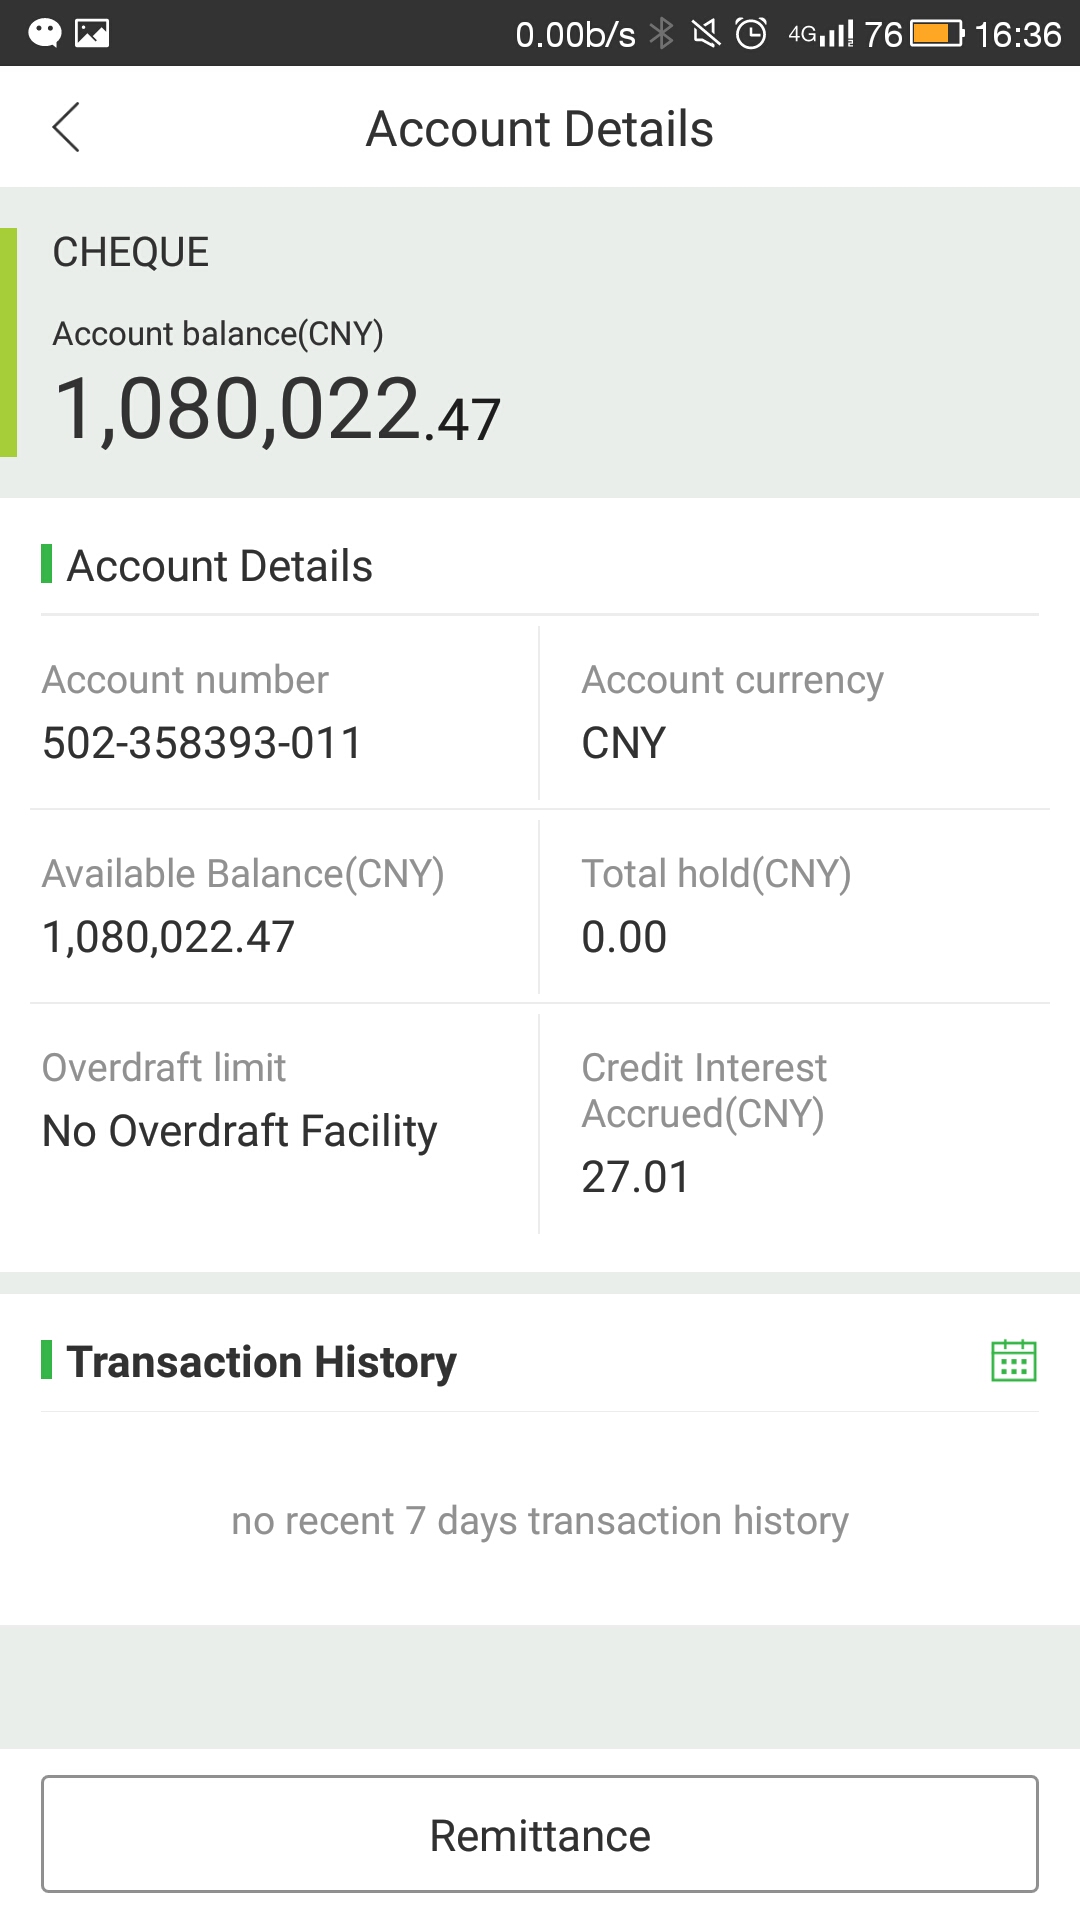 0.00b/s 4G 76 16:36
Account Details
CHEQUE
Account balance(CNY)
1,080,022.47
Account Details
Account number
Account currency
502-358393-011
CNY
Available Balance(CNY)
Total hold(CNY)
1,080,022.47
0.00
Overdraft limit
Credit Interest
Accrued(CNY)
No Overdraft Facility
27.01
Transaction History
no recent 7 days transaction history
Remittance